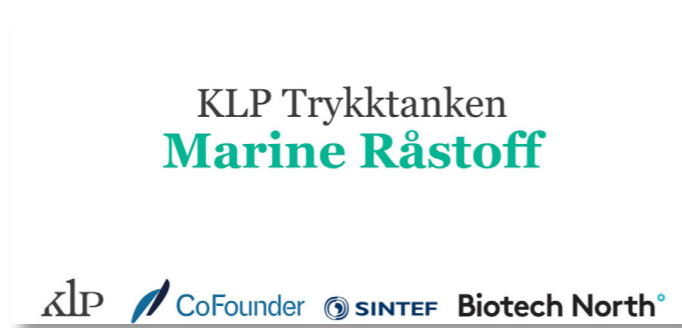 KLP Trykktanken
Marine Råstoff
klp CoFounder SINTEF Biotech North°